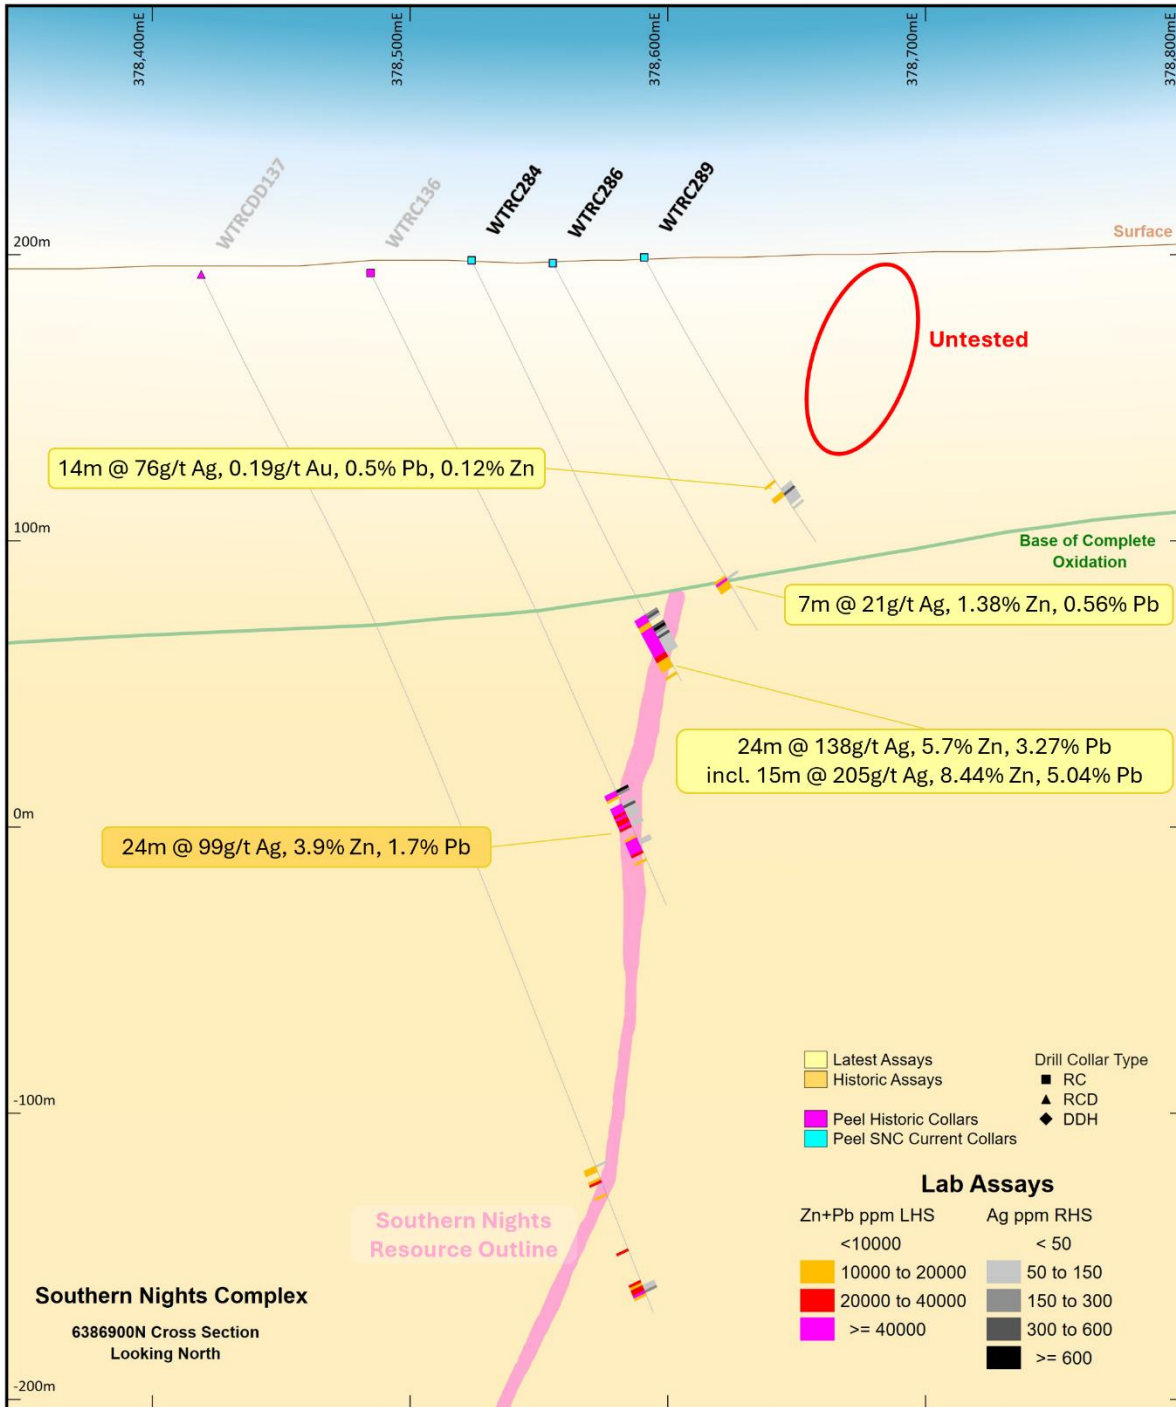 378,400mE
378,500mE
378,600mE
378,700mE
378,800mE
WTRCDD137
WTRC136
WTRC284
WTRC286
WTRC289
200m
Surface
Untested
14m @ 76g/t Ag, 0.19g/t Au, 0.5% Pb, 0.12% Zn
100m
Base of Complete
Oxidation
7m @ 21g/t Ag, 1.38% Zn, 0.56% Pb
24m @ 138g/t Ag, 5.7% Zn, 3.27% Pb
incl. 15m @ 205g/t Ag, 8.44% Zn, 5.04% Pb
0m
24m @ 99g/t Ag, 3.9% Zn, 1.7% Pb
-100m
Latest Assays
Historic Assays
Peel Historic Collars
Peel SNC Current Collars
Drill Collar Type
RC
RCD
DDH
Lab Assays
Zn+Pb ppm LHS
<10000
10000 to 20000
20000 to 40000
>= 40000
Ag ppm RHS
< 50
50 to 150
150 to 300
300 to 600
>= 600
Southern Nights
Resource Outline
Southern Nights Complex
6386900N Cross Section
Looking North
-200m